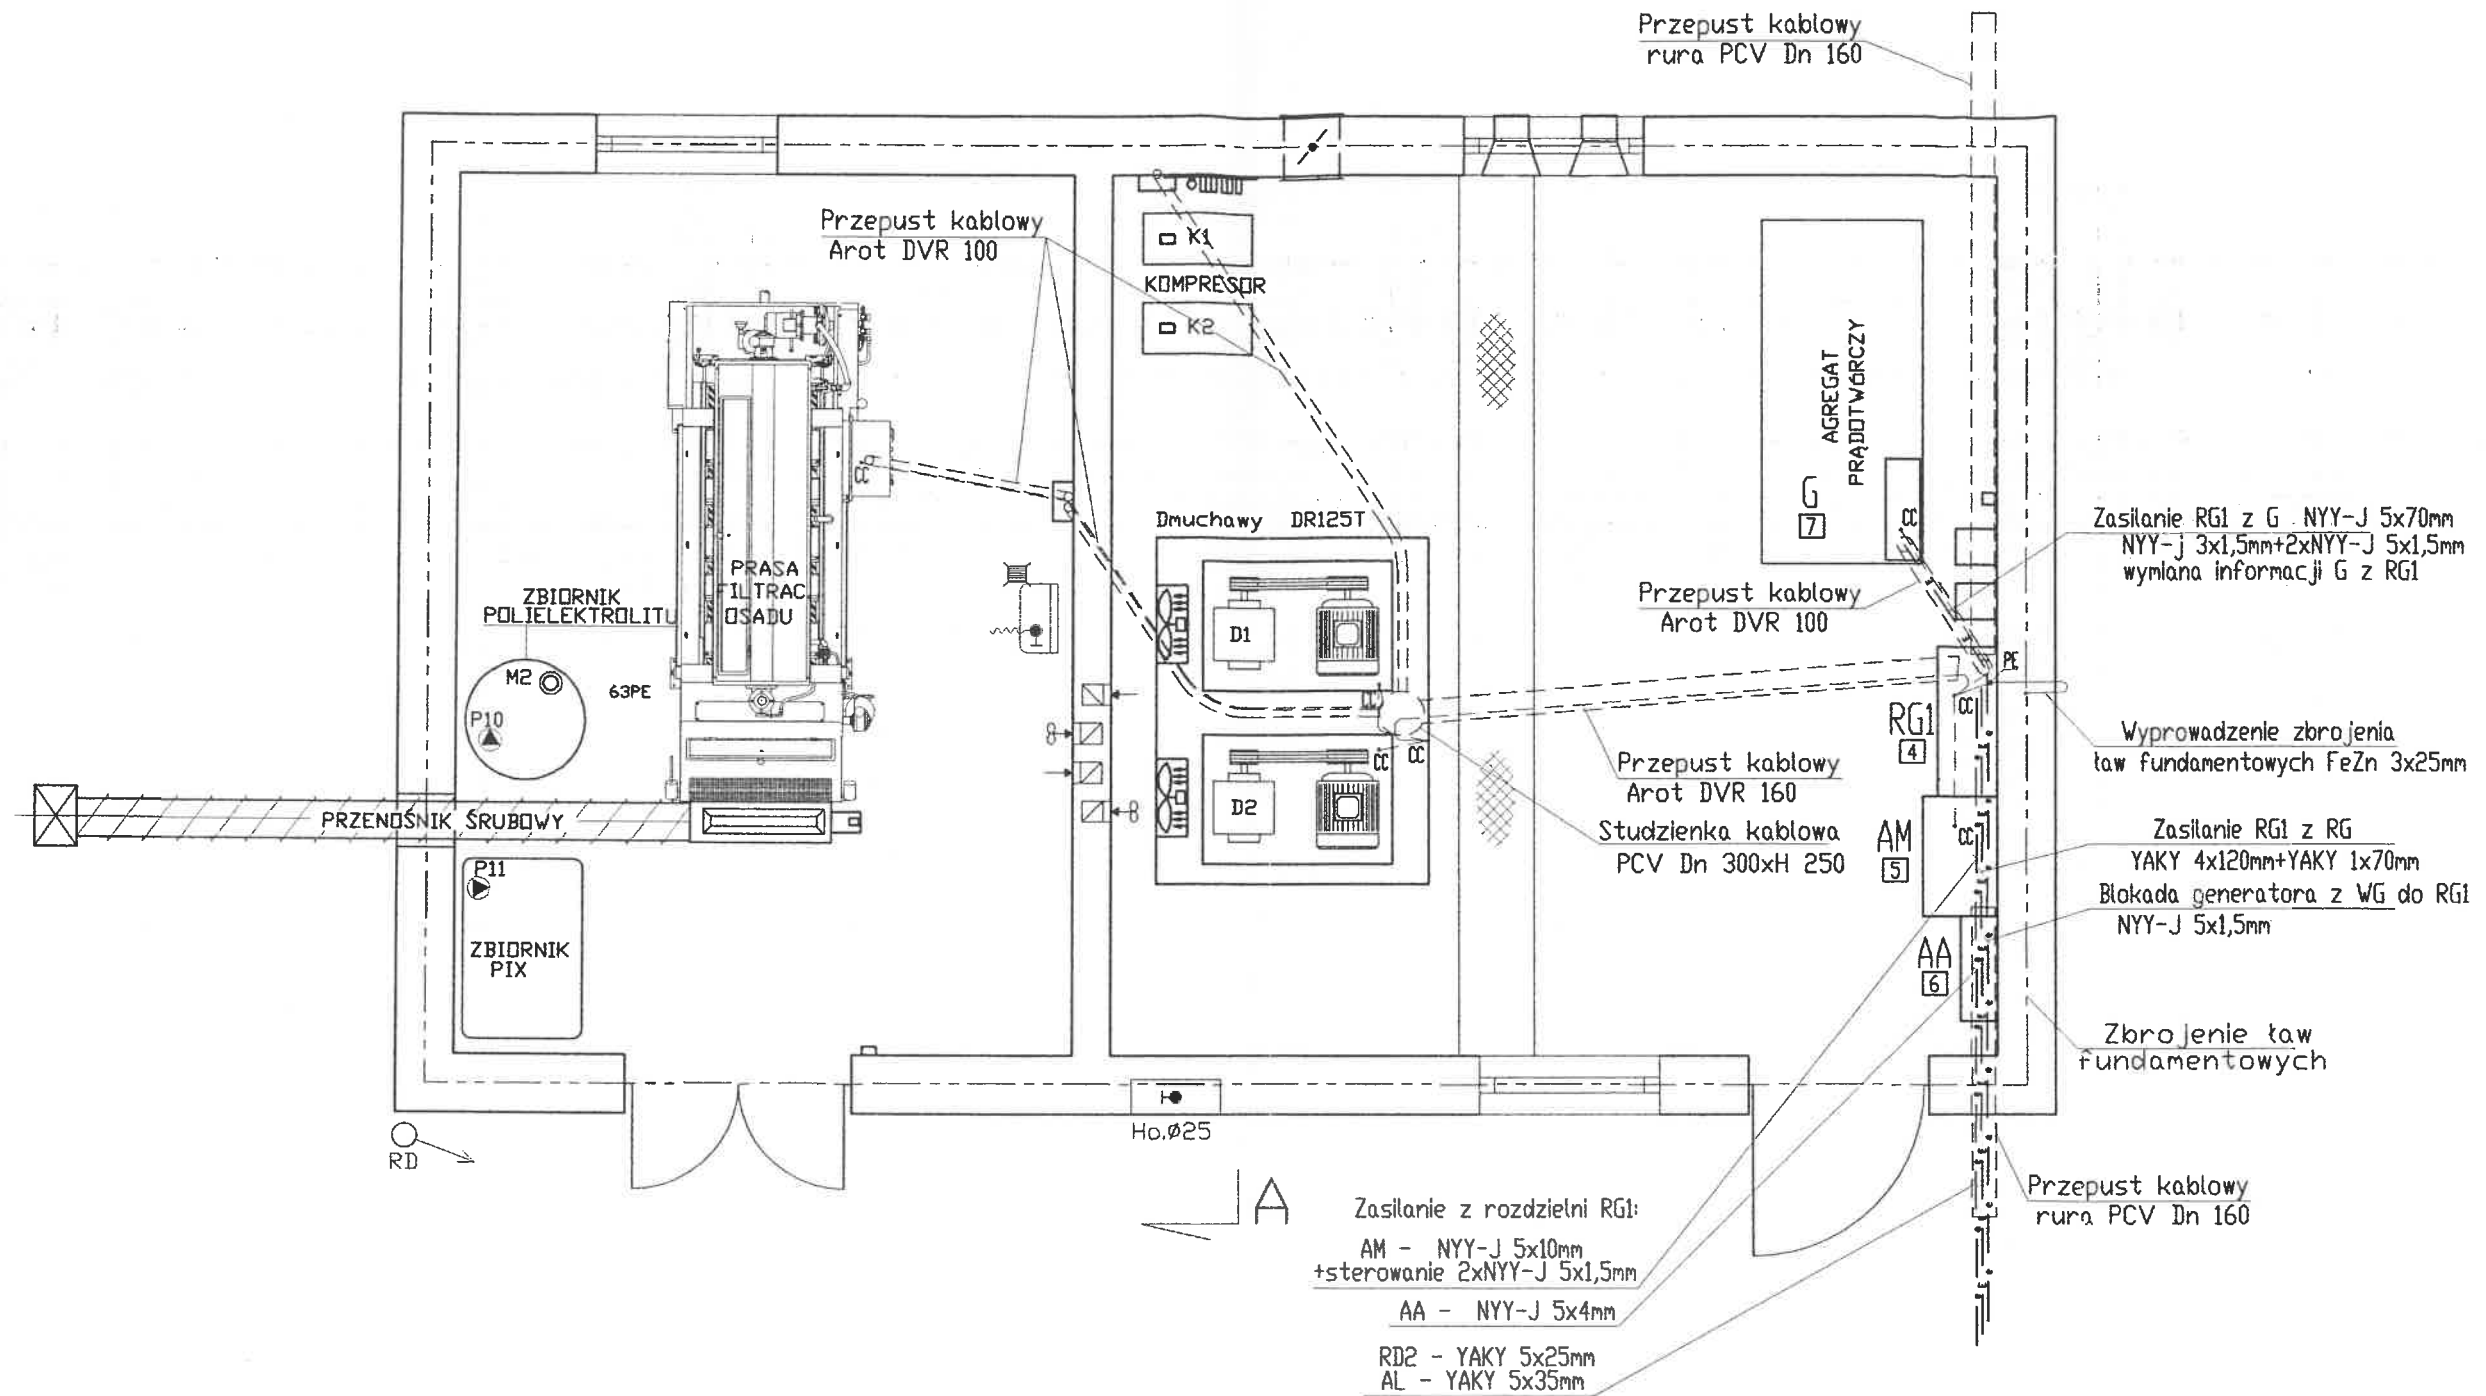 Przepust kablowy
rura PCV Dn 160
Przepust kablowy
Arot DVR 100
K1
KOMPRESOR
K2
AGREGAT
PRĄDOTWÓRCZY
G
7
CC
CC
Dmuchawy DR125T
Zasilanie RG1 z G NYY-J 5x70mm
NYY-j 3x1,5mm+2xNYY-J 5x1,5mm
wymiana informacji G z RG1
Przepust kablowy
Arot DVR 100
PRASA
FILTRAC.
OSADU
ZBIORNIK
POLIELEKTROLITU
D1
M2
63PE
P10
PE
CC
RG1
4
Wyprowadzenie zbrojenia
ław fundamentowych FeZn 3x25mm
CC
CC
Przepust kablowy
Arot DVR 160
D2
PRZENOŚNIK ŚRUBOWY
Studzienka kablowa
PCV Dn 300xH 250
AM
5
CC
Zasilanie RG1 z RG
YAKY 4x120mm+YAKY 1x70mm
P11
Blokada generatora z WG do RG1
NYY-J 5x1,5mm
ZBIORNIK
PIX
AA
6
Zbrojenie ław
fundamentowych
Ho.Ø25
RD
A
Przepust kablowy
rura PCV Dn 160
Zasilanie z rozdzielni RG1:
AM - NYY-J 5x10mm
+sterowanie 2xNYY-J 5x1,5mm
AA - NYY-J 5x4mm
RD2 - YAKY 5x25mm
AL - YAKY 5x35mm